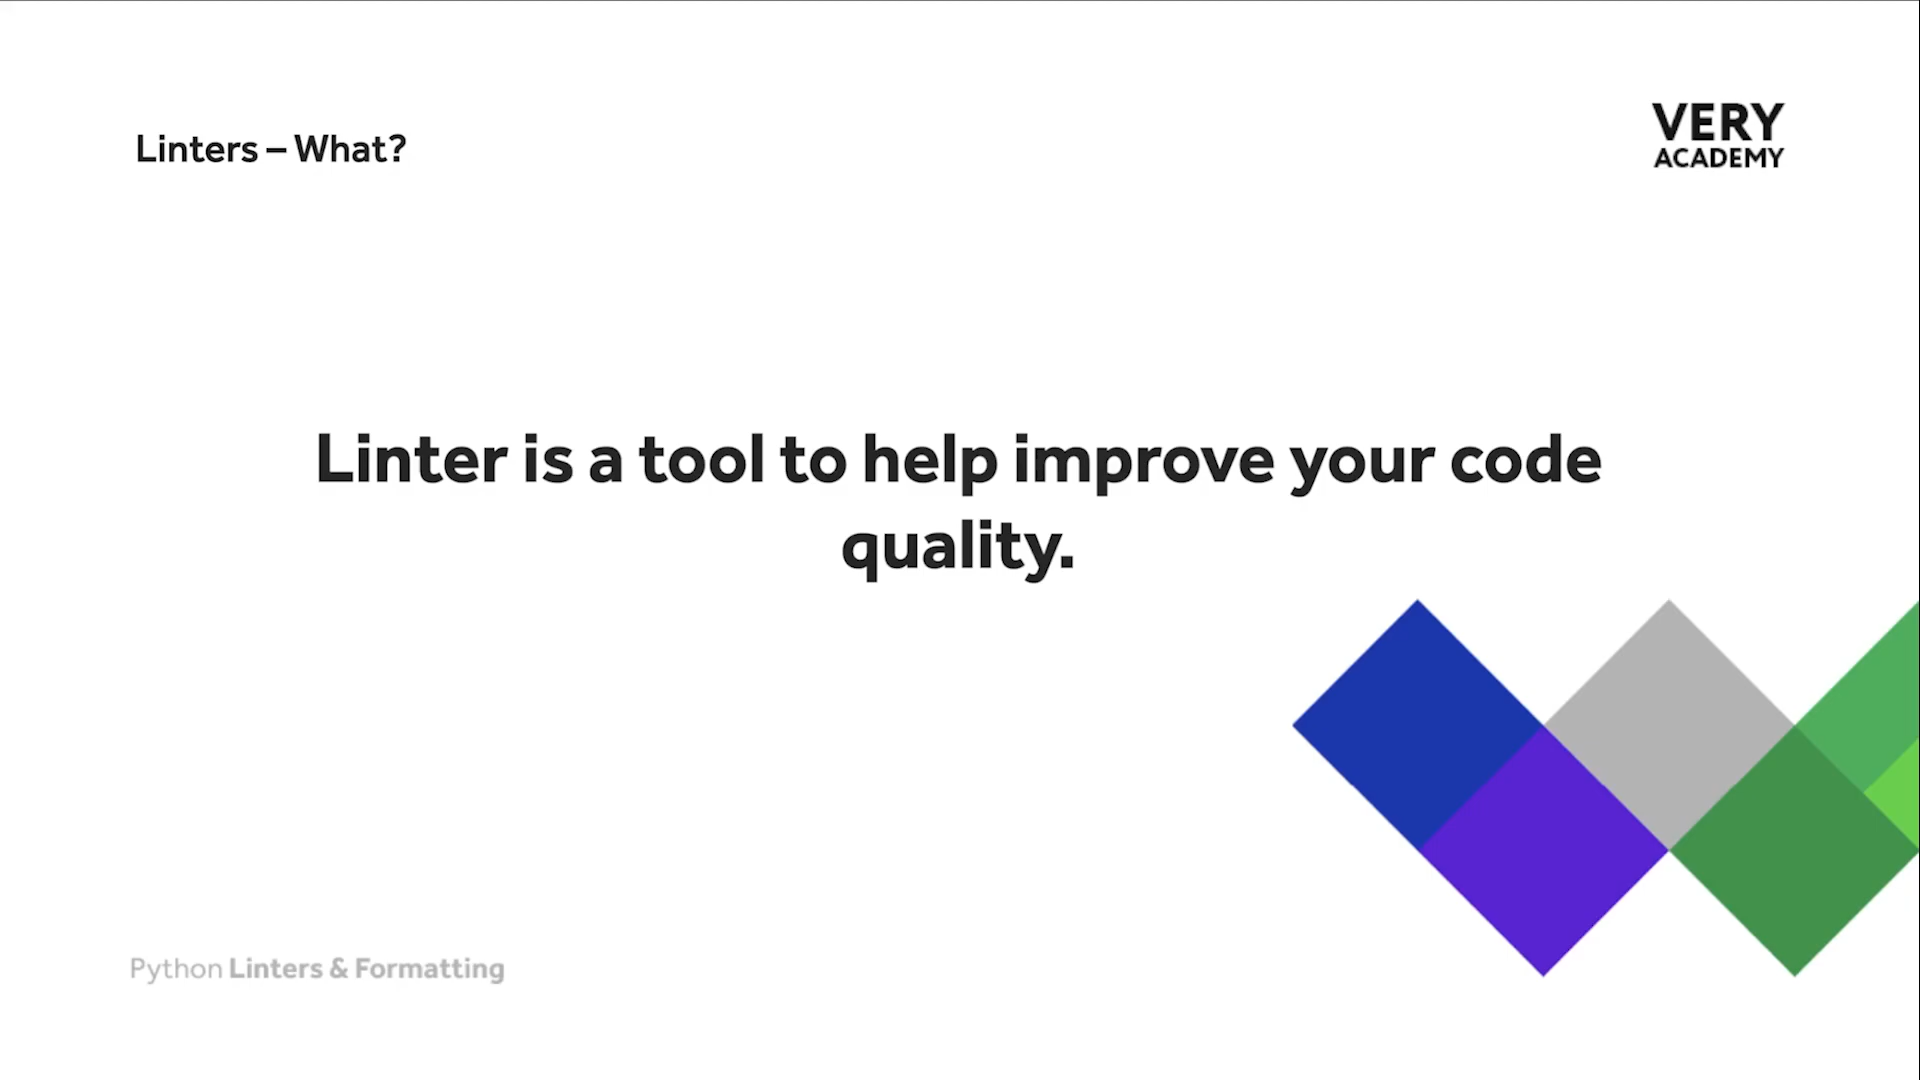 Linters – What?
VERY
ACADEMY
Linter is a tool to help improve your code
quality.
Python Linters & Formatting